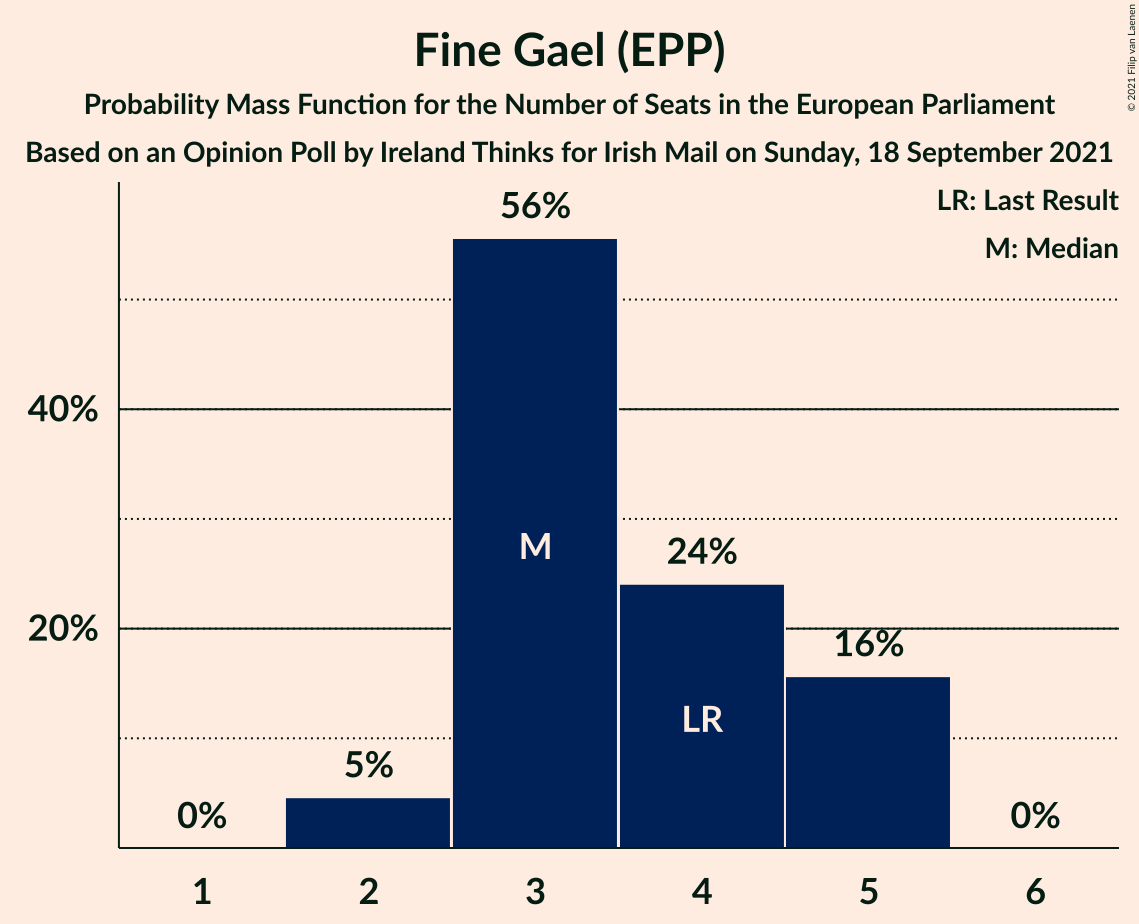 Fine Gael (EPP)
Probability Mass Function for the Number of Seats in the European Parliament
Based on an Opinion Poll by Ireland Thinks for Irish Mail on Sunday, 18 September 2021
© 2021 Filip van Laenen
LR: Last Result
M: Median
56%
40%
M
24%
20%
16%
LR
5%
0%
0%
1 2 3 4 5 6